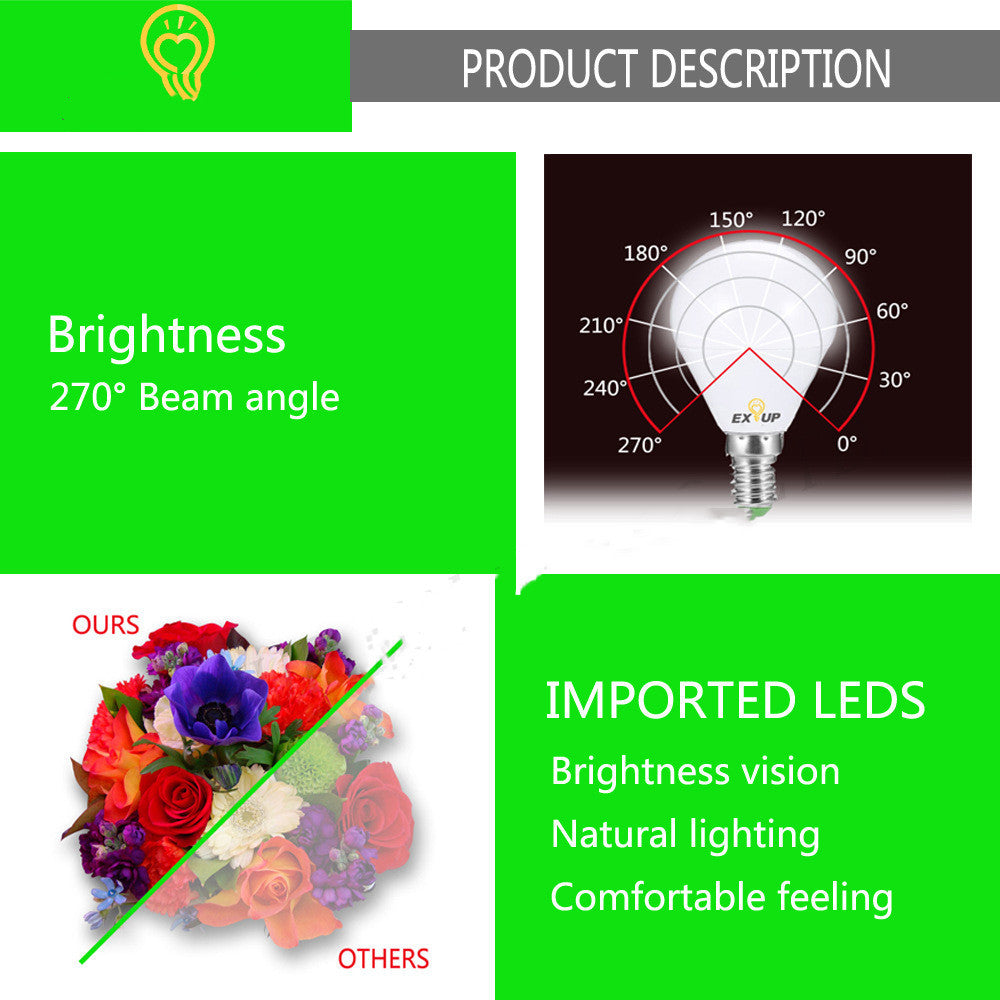 PRODUCT DESCRIPTION
Brightness
270° Beam angle
150° 120°
180° 90°
210° 60°
240° 30°
270° 0°
EXUP
OURS
OTHERS
IMPORTED LEDS
Brightness vision
Natural lighting
Comfortable feeling